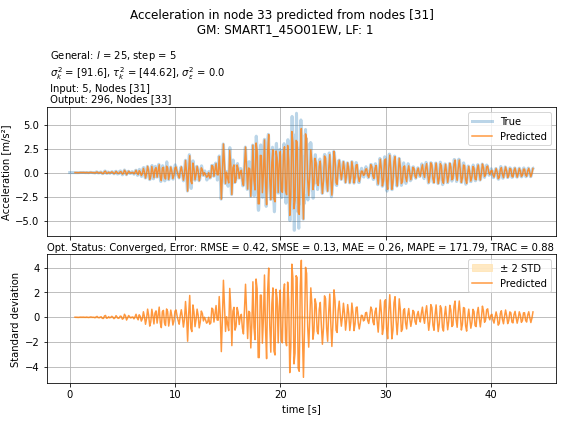 Acceleration in node 33 predicted from nodes [31]
GM: SMART1_45O01EW, LF: 1
General: l = 25, step = 5
σ²ₖ = [91.6], τ²ₖ = [44.62], σ²ε = 0.0
Input: 5, Nodes [31]
Output: 296, Nodes [33]
Acceleration [m/s²]
5.0
2.5
0.0
−2.5
−5.0
True
Predicted
Opt. Status: Converged, Error: RMSE = 0.42, SMSE = 0.13, MAE = 0.26, MAPE = 171.79, TRAC = 0.88
Standard deviation
4
2
0
−2
−4
± 2 STD
Predicted
0
10
20
30
40
time [s]